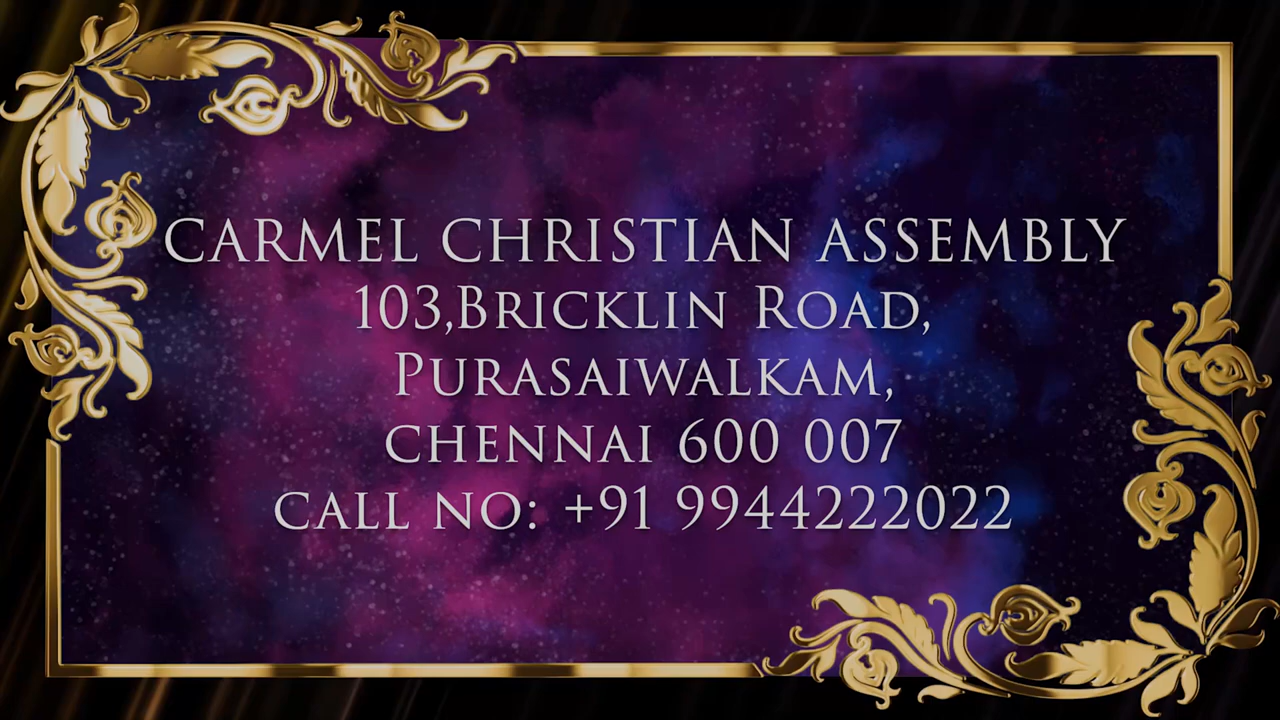 CARMEL CHRISTIAN ASSEMBLY
103,Bricklin Road,
Purasaiwalkam,
chennai 600 007
call no: +91 9944222022